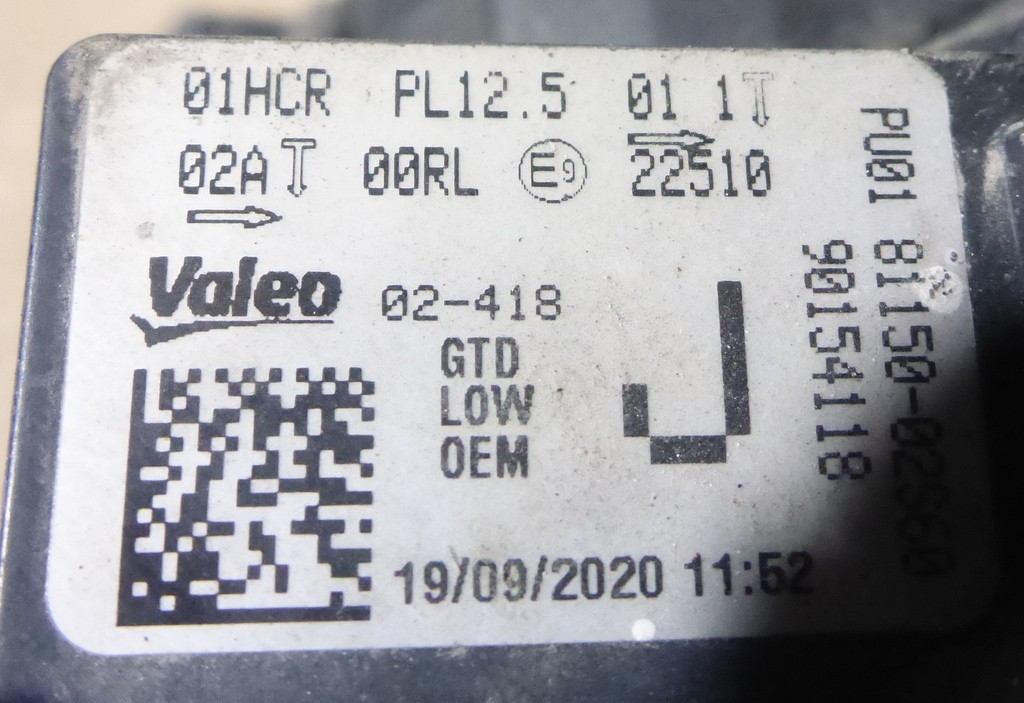 01HCR PL12.5 01 1
02A 00RL E9 22510
Valeo 02-418
GTD
LOW
OEM
J
19/09/2020 11:52
PU01 81150-02S60
90154118